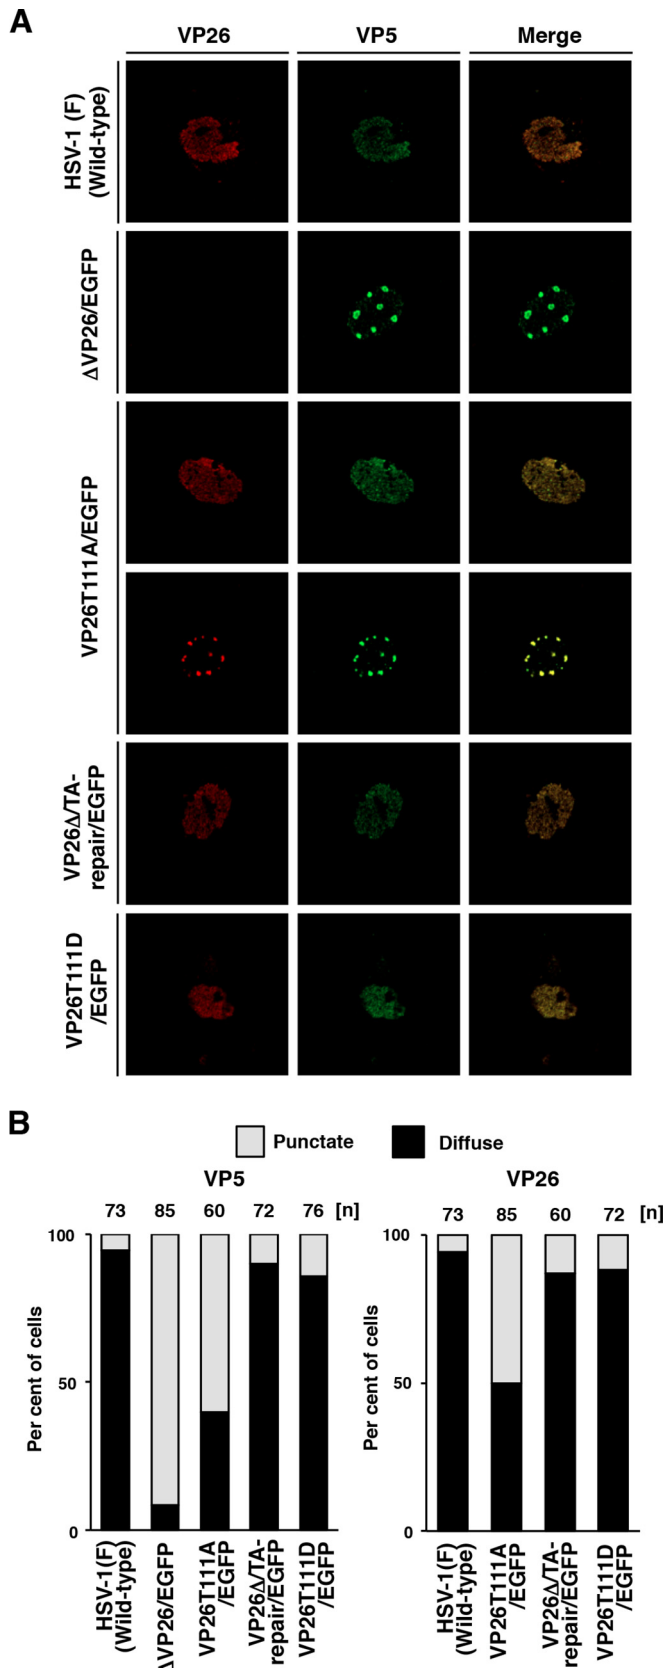 A
VP26
VP5
Merge
HSV-1 (F)
(Wild-type)
ΔVP26/EGFP
VP26T111A/EGFP
VP26Δ/TA-
repair/EGFP
VP26T111D
/EGFP
B
Punctate
Diffuse
VP5
73 85 60 72 76 [n]
100
50
0
Per cent of cells
HSV-1(F)
(Wild-type)
ΔVP26/EGFP
VP26T111A
/EGFP
VP26Δ/TA-
repair/EGFP
VP26T111D
/EGFP
VP26
73 85 60 72 [n]
100
50
0
Per cent of cells
HSV-1(F)
(Wild-type)
VP26T111A
/EGFP
VP26Δ/TA-
repair/EGFP
VP26T111D
/EGFP